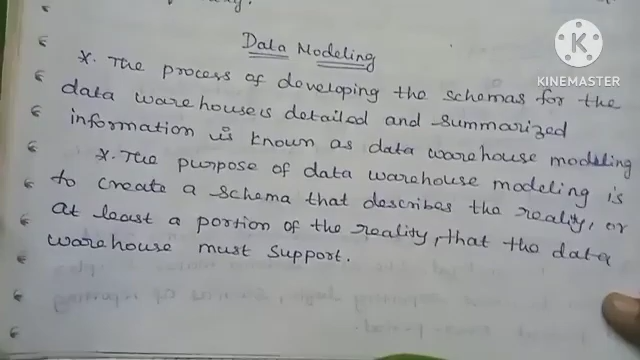 Data Modeling
KINEMASTER
*. The process of developing the schemas for the
data warehouse is detailed and summarized
information is known as data warehouse modeling
*. The purpose of data warehouse modeling is
to create a schema that describes the reality, or
at least a portion of the reality, that the data
warehouse must support.